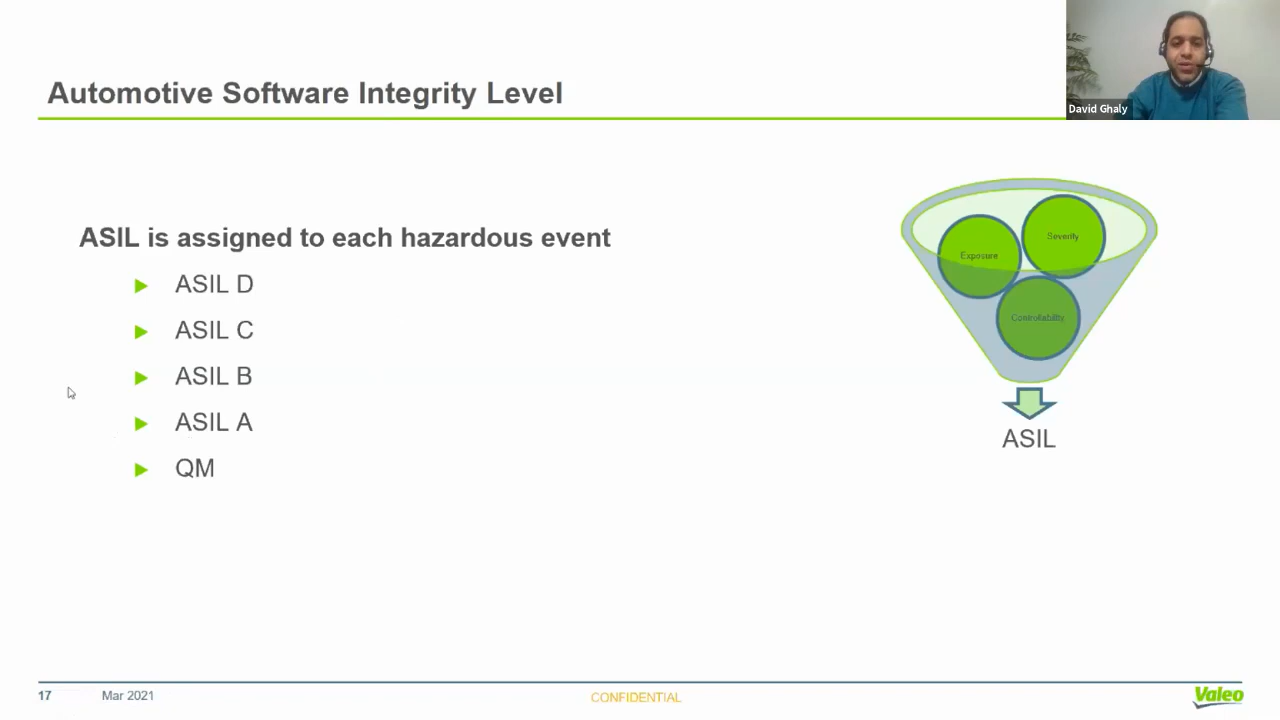 Automotive Software Integrity Level
David Ghaly
ASIL is assigned to each hazardous event
ASIL D
ASIL C
ASIL B
ASIL A
QM
Severity
Exposure
Controllability
ASIL
17
Mar 2021
CONFIDENTIAL
Valeo